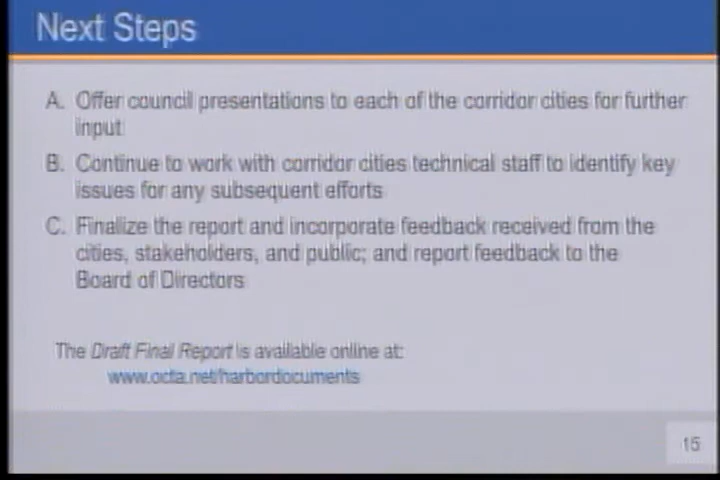 Next Steps
A. Offer council presentations to each of the corridor cities for further
input
B. Continue to work with corridor cities technical staff to identify key
issues for any subsequent efforts
C. Finalize the report and incorporate feedback received from the
cities, stakeholders, and public; and report feedback to the
Board of Directors
The Draft Final Report is available online at:
www.octa.net/harbordocuments
15